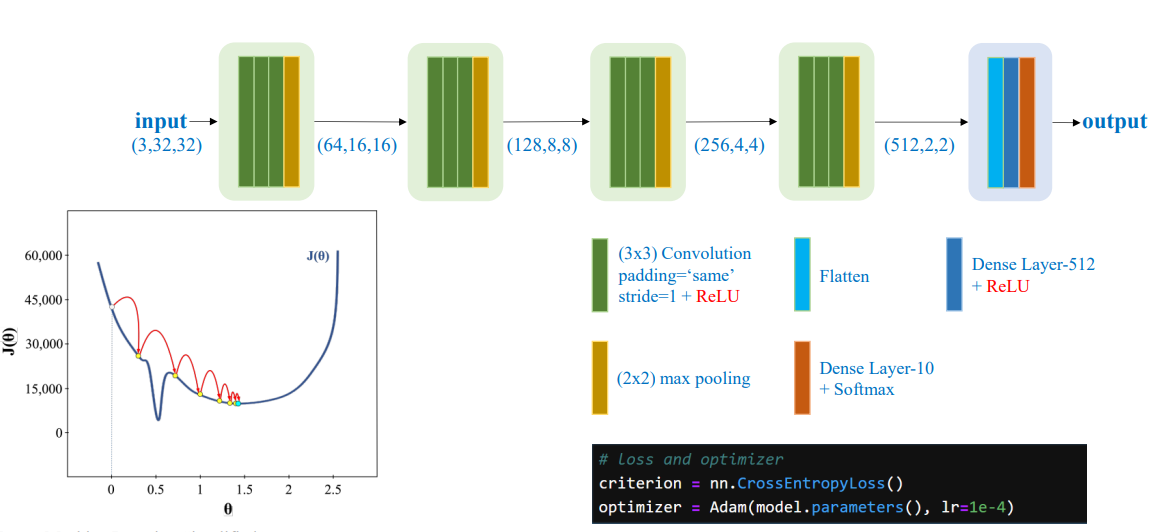 input
(3,32,32)
(64,16,16)
(128,8,8)
(256,4,4)
(512,2,2)
output
J(θ)
60,000
45,000
30,000
15,000
0
J(θ)
0
0.5
1
1.5
2
2.5
θ
(3x3) Convolution
padding=‘same’
stride=1 + ReLU
Flatten
Dense Layer-512
+ ReLU
(2x2) max pooling
Dense Layer-10
+ Softmax
# loss and optimizer
criterion = nn.CrossEntropyLoss()
optimizer = Adam(model.parameters(), lr=1e-4)